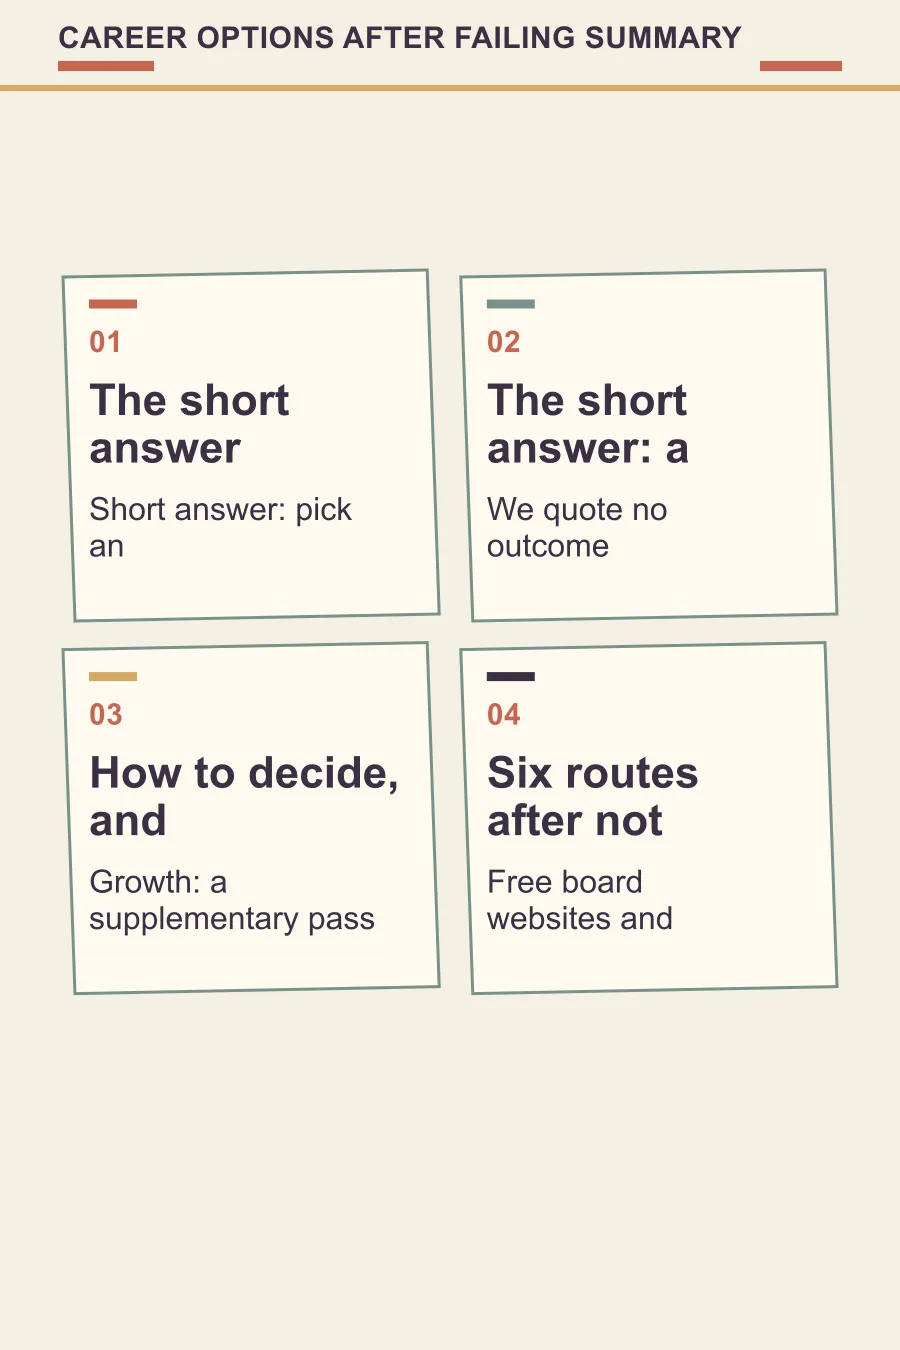 CAREER OPTIONS AFTER FAILING SUMMARY
01
The short
answer
Short answer: pick
an
02
The short
answer: a
We quote no
outcome
03
How to decide,
and
Growth: a
supplementary pass
04
Six routes
after not
Free board
websites and